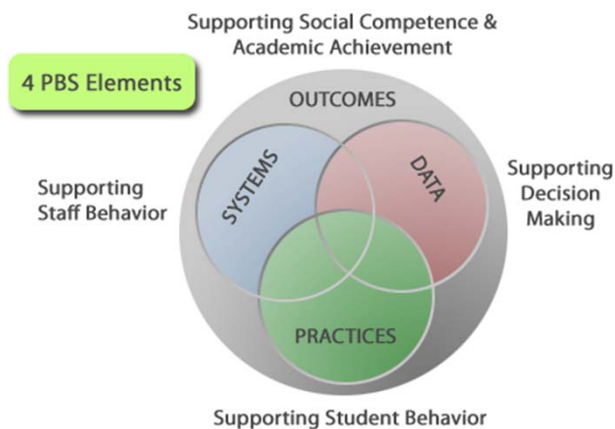 Supporting Social Competence &
Academic Achievement
4 PBS Elements
OUTCOMES
SYSTEMS
DATA
Supporting
Staff Behavior
Supporting
Decision
Making
PRACTICES
Supporting Student Behavior